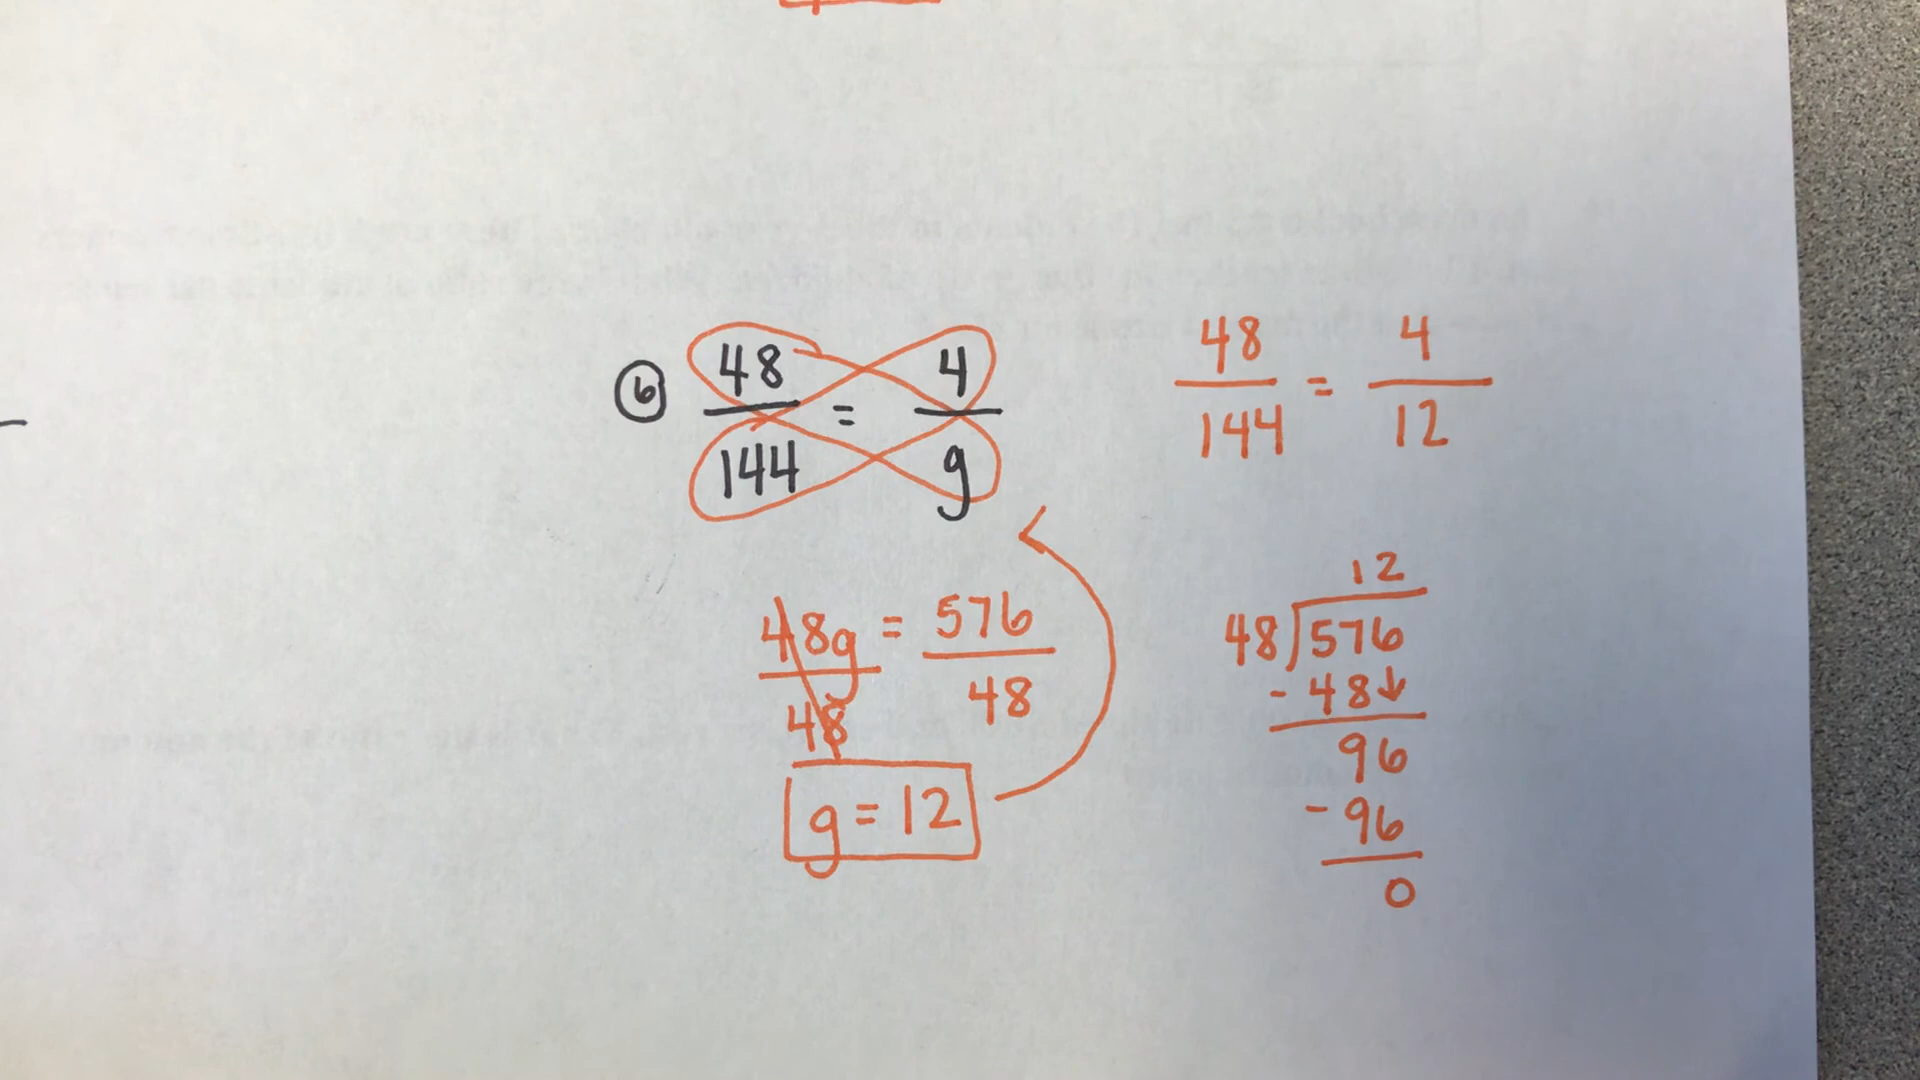 6
48/144 = 4/g
48/144 = 4/12
48g/48 = 576/48
g = 12
12
48)576
- 48↓
96
- 96
0